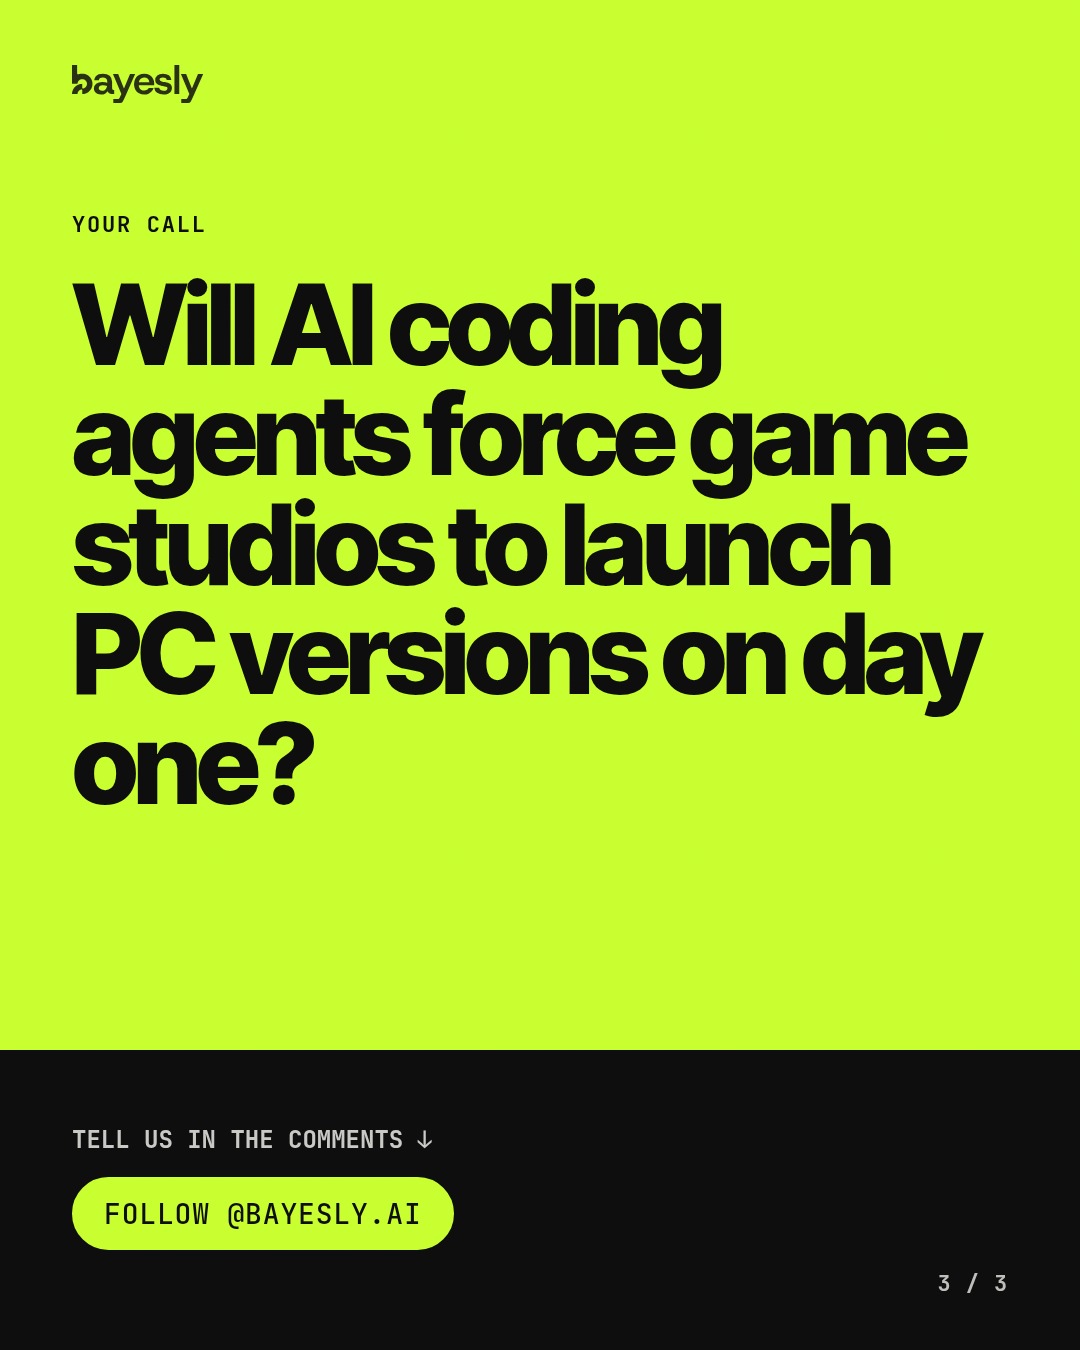 bayesly
YOUR CALL
Will AI coding
agents force game
studios to launch
PC versions on day
one?
TELL US IN THE COMMENTS ↓
FOLLOW @BAYESLY.AI
3 / 3